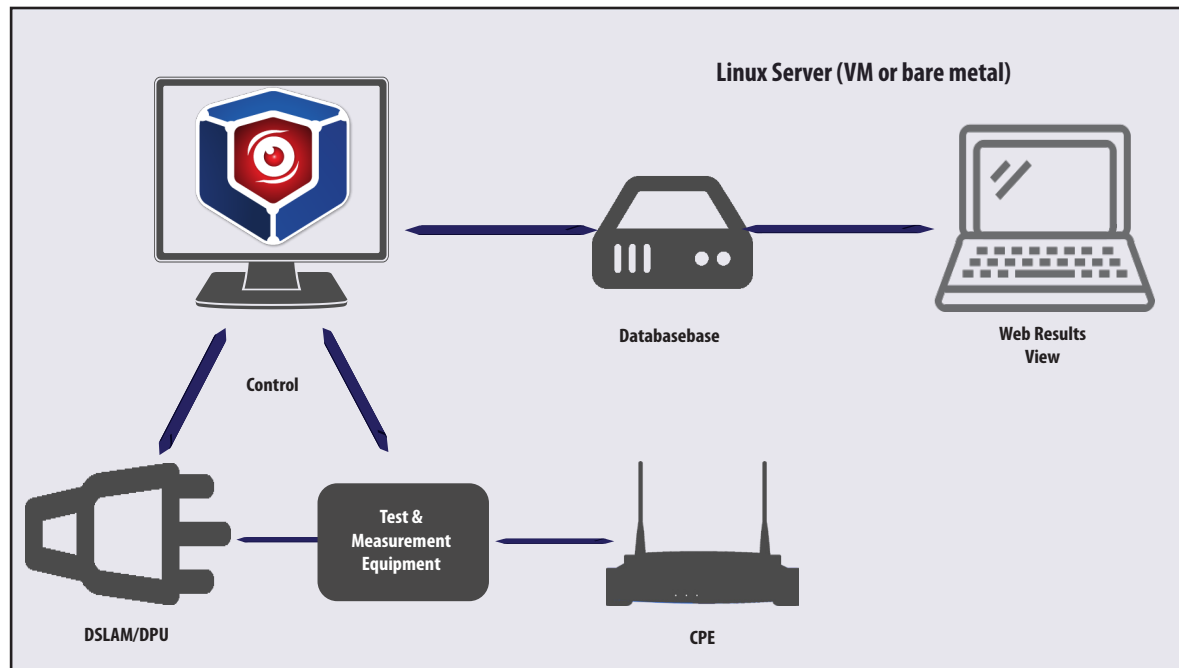 Linux Server (VM or bare metal)
Databasebase
Web Results
View
Control
Test &
Measurement
Equipment
DSLAM/DPU
CPE